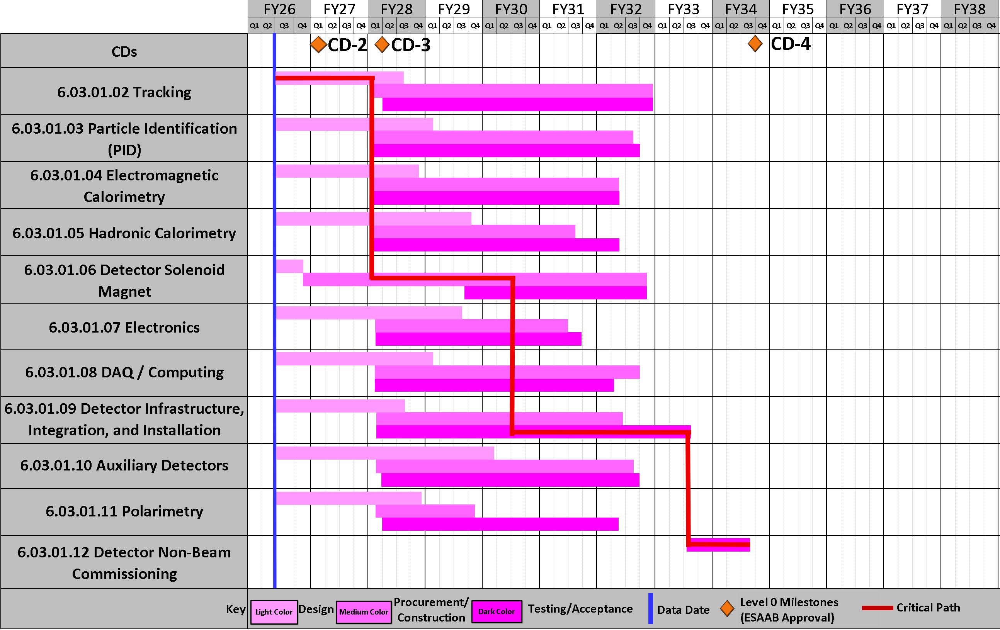 FY26 FY27 FY28 FY29 FY30 FY31 FY32 FY33 FY34 FY35 FY36 FY37 FY38
Q1 Q2 Q3 Q4 Q1 Q2 Q3 Q4 Q1 Q2 Q3 Q4 Q1 Q2 Q3 Q4 Q1 Q2 Q3 Q4 Q1 Q2 Q3 Q4 Q1 Q2 Q3 Q4 Q1 Q2 Q3 Q4 Q1 Q2 Q3 Q4 Q1 Q2 Q3 Q4 Q1 Q2 Q3 Q4 Q1 Q2 Q3 Q4 Q1 Q2 Q3 Q4
CDs
CD-2 CD-3 CD-4
6.03.01.02 Tracking
6.03.01.03 Particle Identification
(PID)
6.03.01.04 Electromagnetic
Calorimetry
6.03.01.05 Hadronic Calorimetry
6.03.01.06 Detector Solenoid
Magnet
6.03.01.07 Electronics
6.03.01.08 DAQ / Computing
6.03.01.09 Detector Infrastructure,
Integration, and Installation
6.03.01.10 Auxiliary Detectors
6.03.01.11 Polarimetry
6.03.01.12 Detector Non-Beam
Commissioning
Key
Light Color
Design
Medium Color
Procurement/
Construction
Dark Color
Testing/Acceptance
Data Date
Level 0 Milestones
(ESAAB Approval)
Critical Path